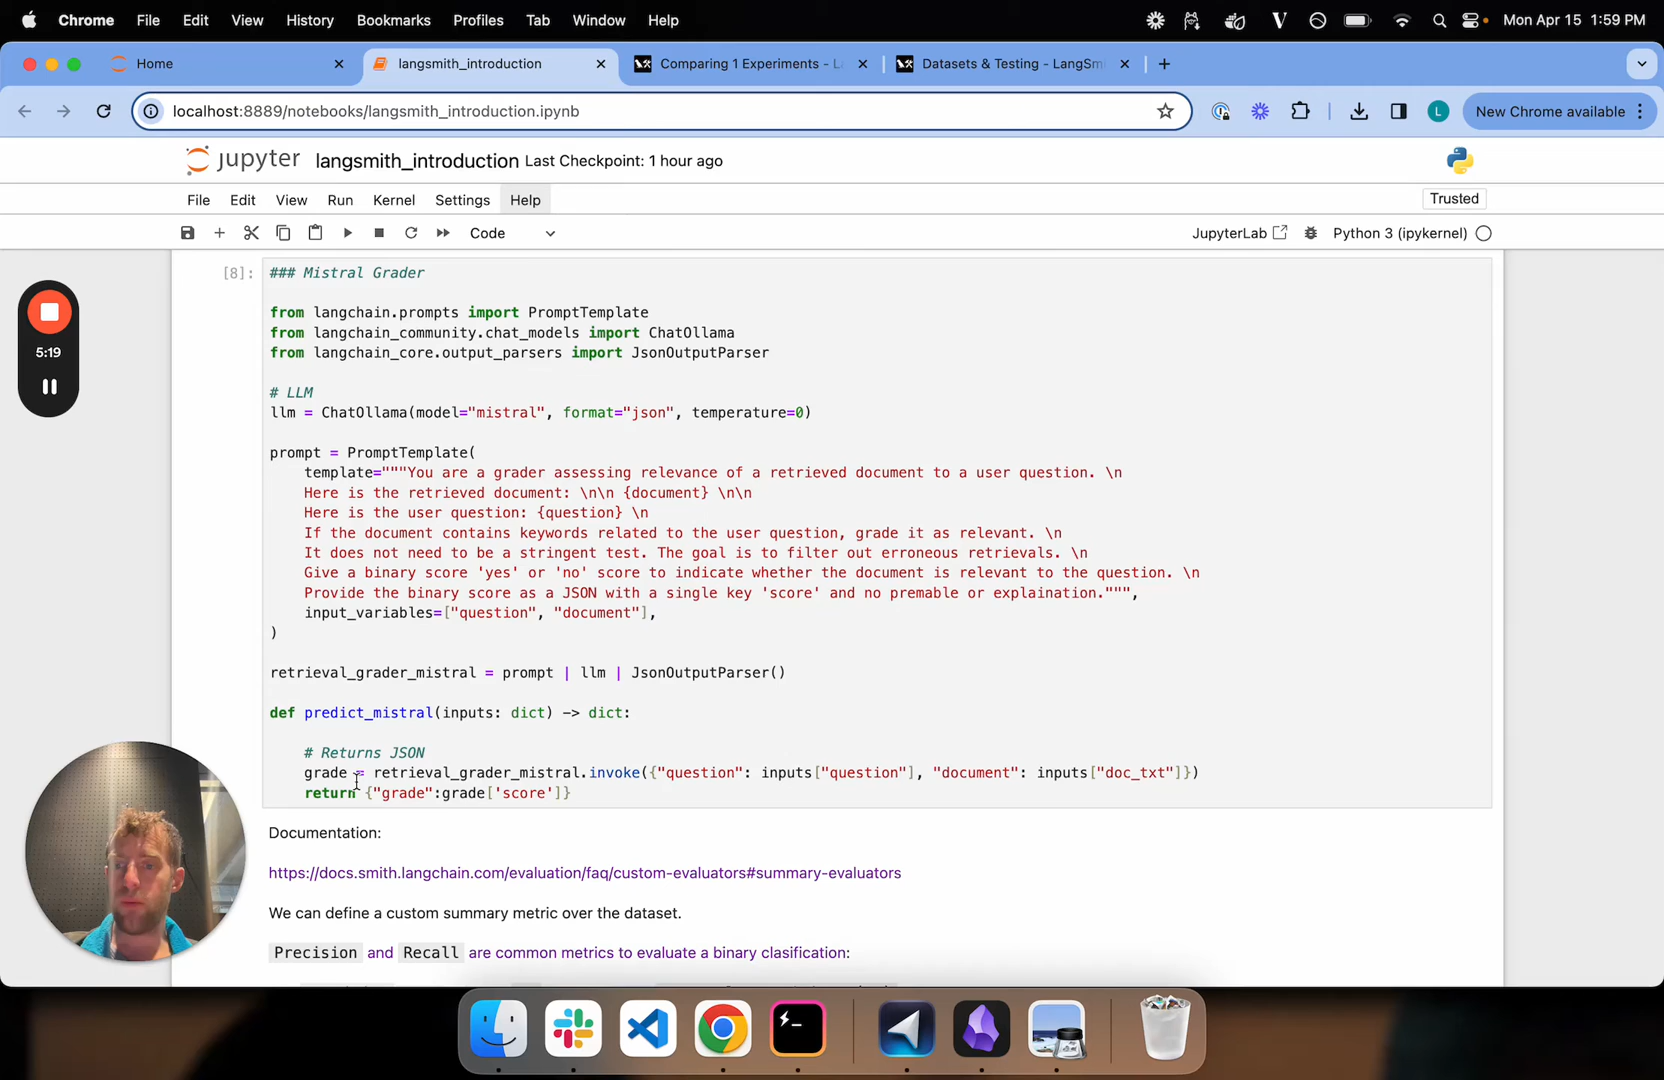 Chrome File Edit View History Bookmarks Profiles Tab Window Help
V
Mon Apr 15 1:59 PM
Home
langsmith_introduction
Comparing 1 Experiments - L
Datasets & Testing - LangSm
localhost:8889/notebooks/langsmith_introduction.ipynb
L
New Chrome available
jupyter langsmith_introduction Last Checkpoint: 1 hour ago
File Edit View Run Kernel Settings Help
Trusted
Code
JupyterLab
Python 3 (ipykernel)
5:19
[8]:
### Mistral Grader
from langchain.prompts import PromptTemplate
from langchain_community.chat_models import ChatOllama
from langchain_core.output_parsers import JsonOutputParser
# LLM
llm = ChatOllama(model="mistral", format="json", temperature=0)
prompt = PromptTemplate(
template="""You are a grader assessing relevance of a retrieved document to a user question. \n
Here is the retrieved document: \n\n {document} \n\n
Here is the user question: {question} \n
If the document contains keywords related to the user question, grade it as relevant. \n
It does not need to be a stringent test. The goal is to filter out erroneous retrievals. \n
Give a binary score 'yes' or 'no' score to indicate whether the document is relevant to the question. \n
Provide the binary score as a JSON with a single key 'score' and no premable or explaination.""",
input_variables=["question", "document"],
)
retrieval_grader_mistral = prompt | llm | JsonOutputParser()
def predict_mistral(inputs: dict) -> dict:
# Returns JSON
grade = retrieval_grader_mistral.invoke({"question": inputs["question"], "document": inputs["doc_txt"]})
return {"grade":grade['score']}
Documentation:
https://docs.smith.langchain.com/evaluation/faq/custom-evaluators#summary-evaluators
We can define a custom summary metric over the dataset.
Precision and Recall are common metrics to evaluate a binary clasification: